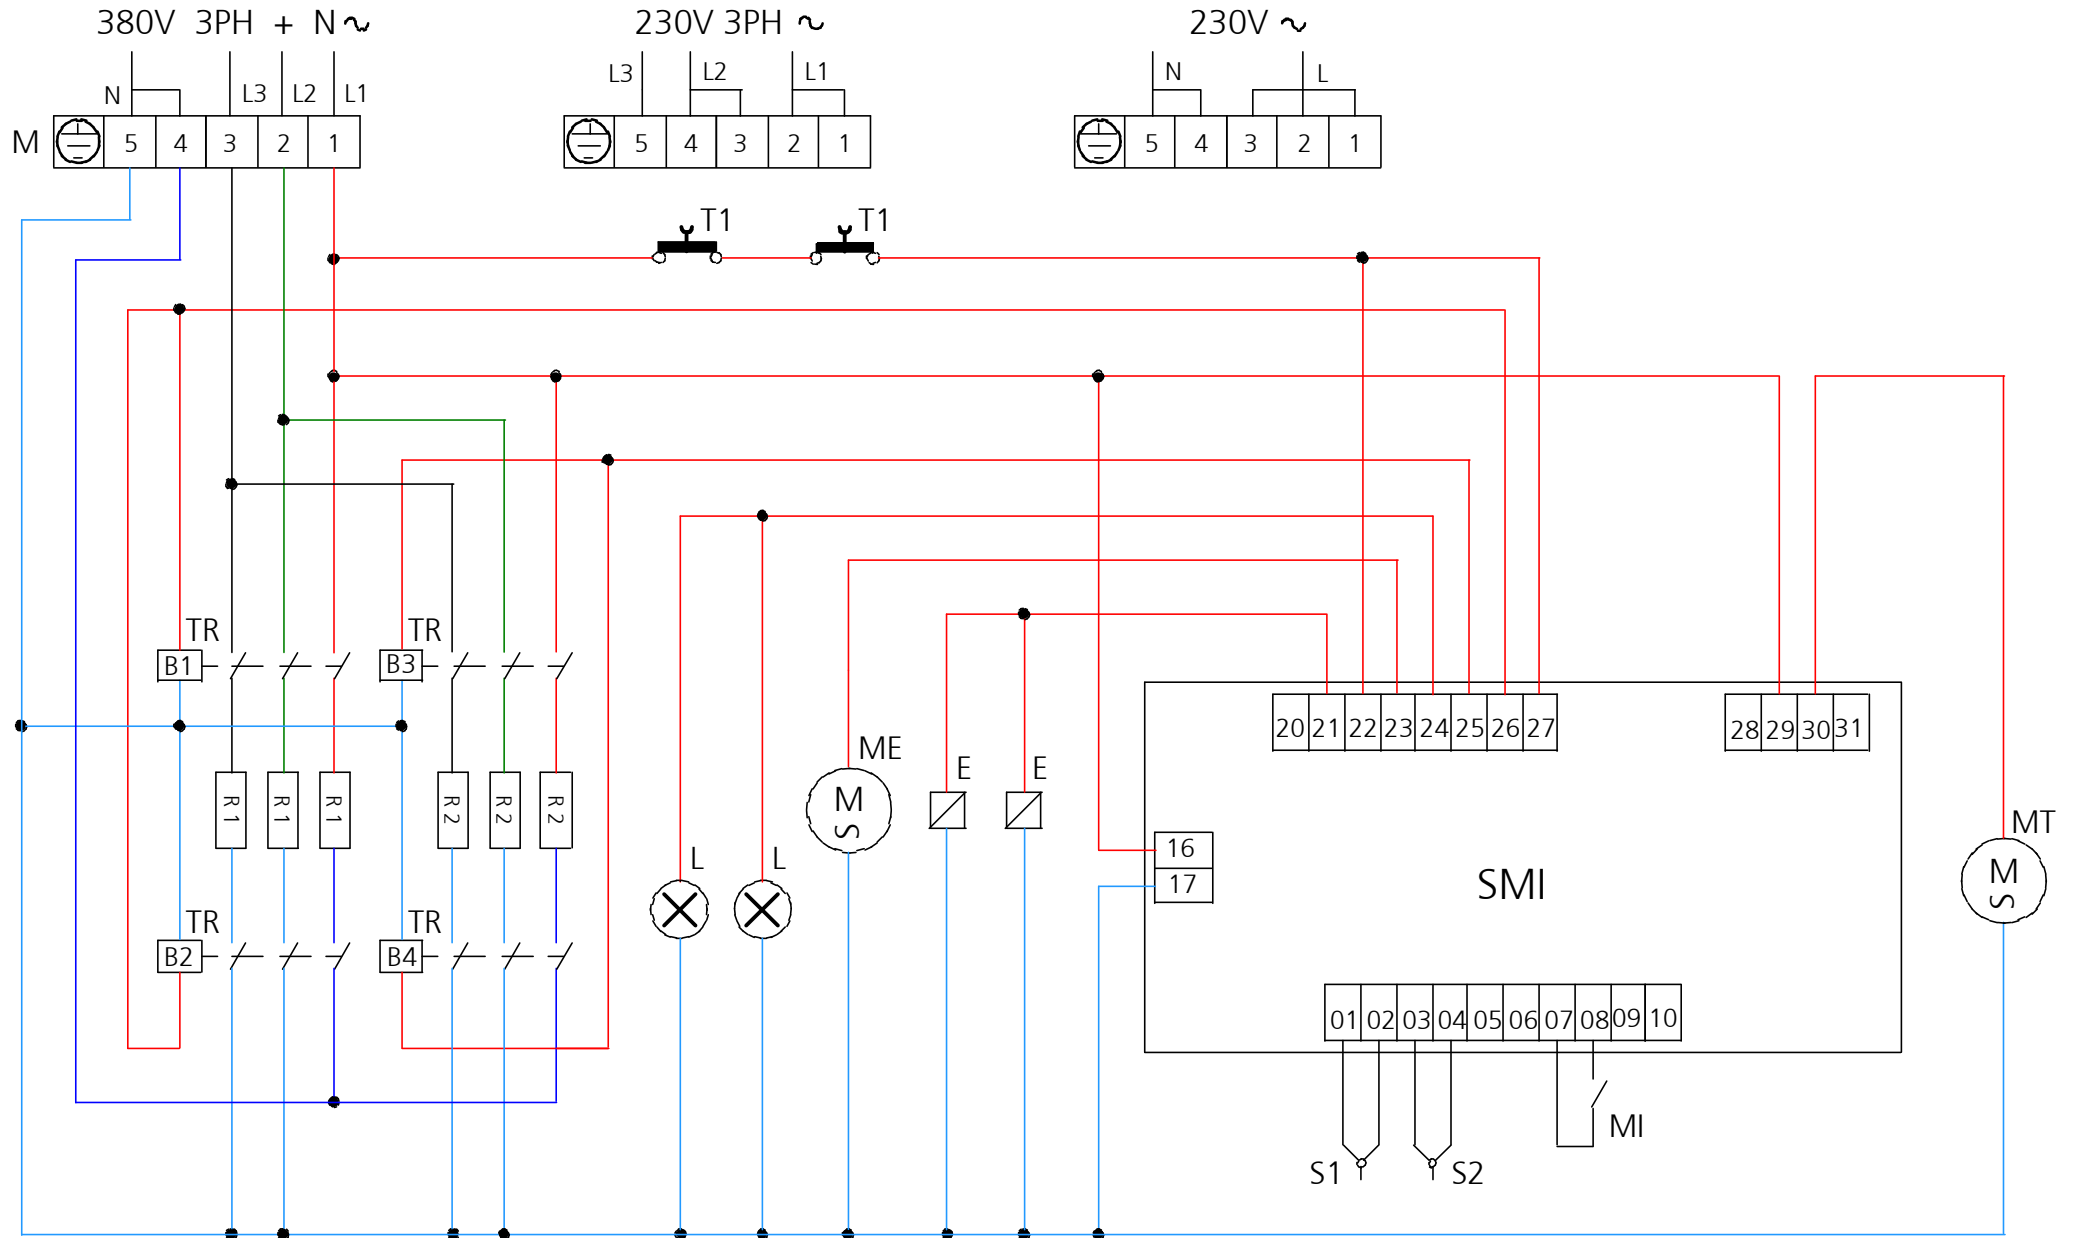 380V 3PH + N~ 230V 3PH ~ 230V ~
N L3 L2 L1 L3 L2 L1 N L
M 5 4 3 2 1 5 4 3 2 1 5 4 3 2 1
T1 T1
TR TR
B1 B3
20 21 22 23 24 25 26 27 28 29 30 31
ME E E
M S
R1 R1 R1 R2 R2 R2
MT
M S
16
17
SMI
L L
TR TR
B2 B4
01 02 03 04 05 06 07 08 09 10
MI
S1 S2